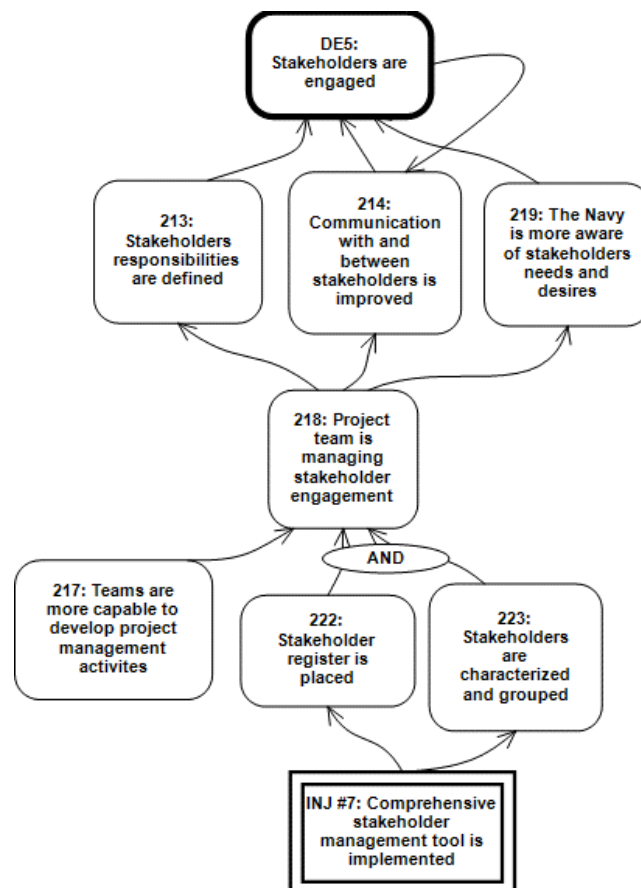 DE5:
Stakeholders are
engaged
213:
Stakeholders
responsibilities
are defined
214:
Communication
with and
between
stakeholders is
improved
219: The Navy
is more aware
of stakeholders
needs and
desires
218: Project
team is
managing
stakeholder
engagement
AND
217: Teams are
more capable to
develop project
management
activites
222:
Stakeholder
register is
placed
223:
Stakeholders
are
characterized
and grouped
INJ #7: Comprehensive
stakeholder
management tool is
implemented